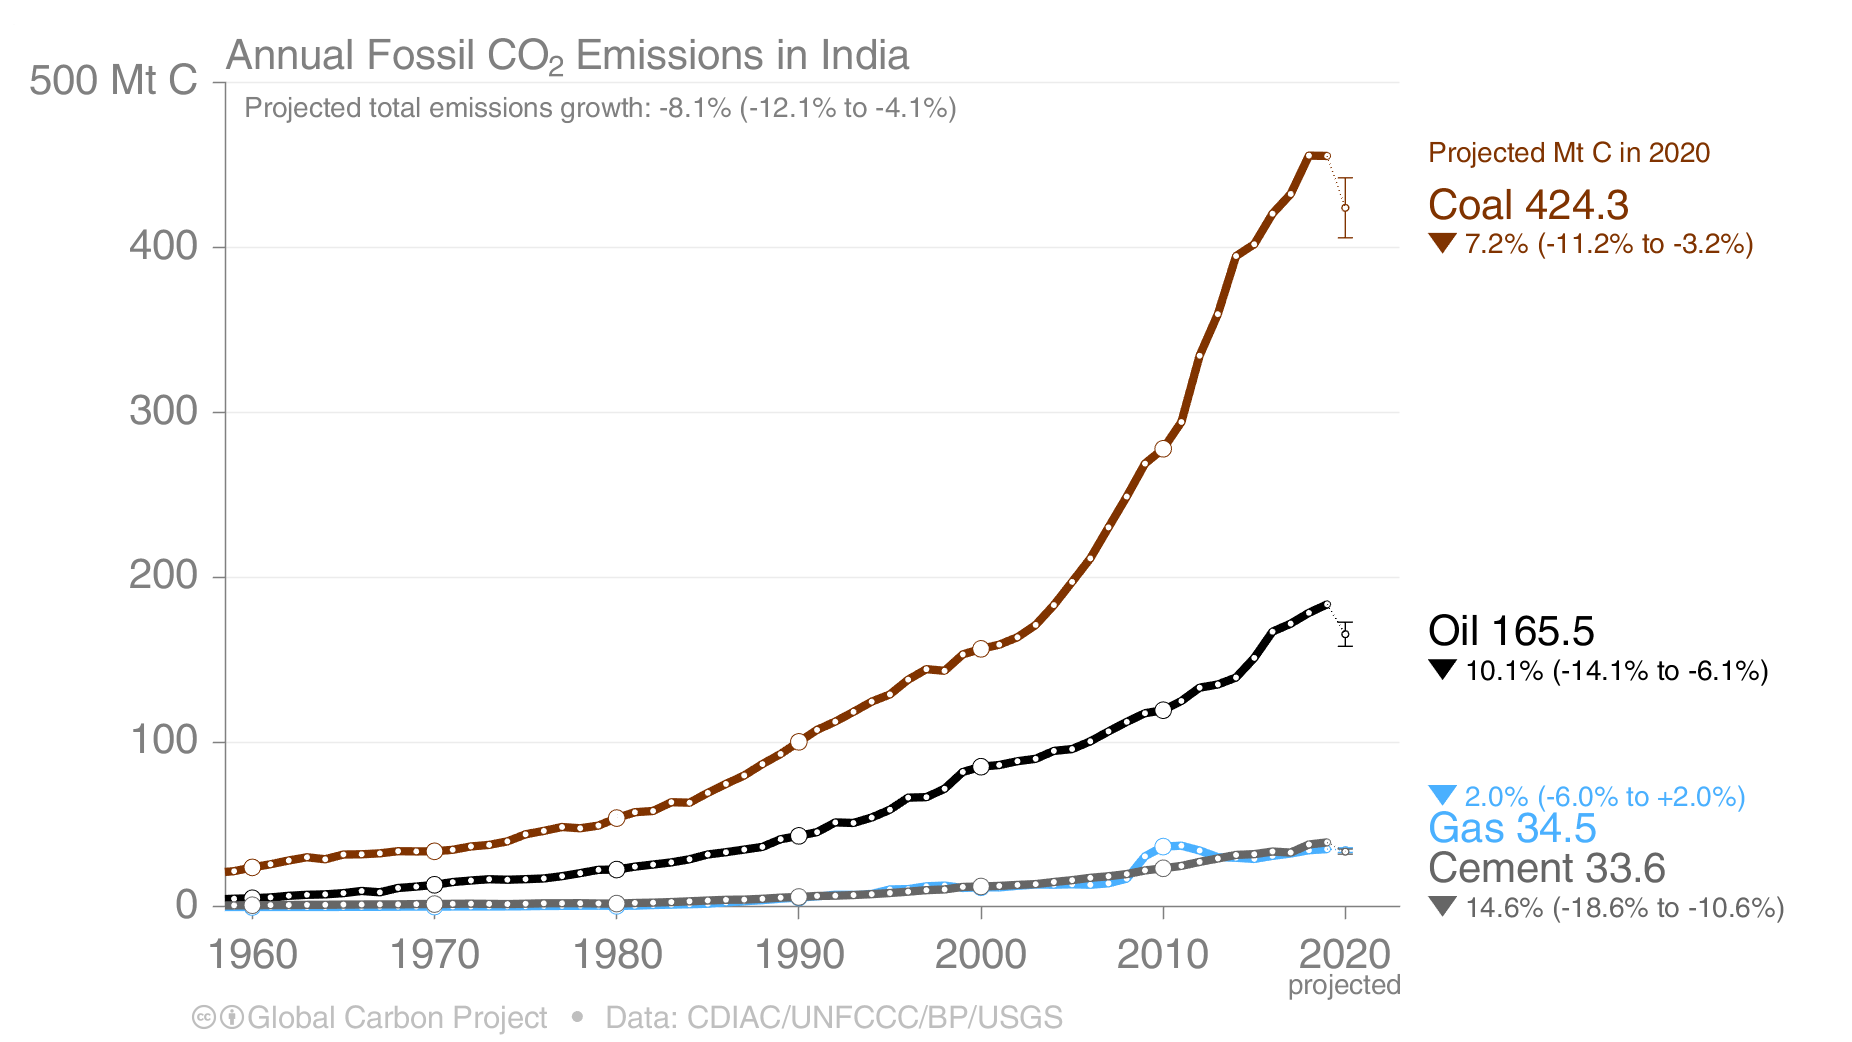 Annual Fossil CO₂ Emissions in India
500 Mt C
Projected total emissions growth: -8.1% (-12.1% to -4.1%)
400
300
200
100
0
1960 1970 1980 1990 2000 2010 2020
projected
Projected Mt C in 2020
Coal 424.3
▼ 7.2% (-11.2% to -3.2%)
Oil 165.5
▼ 10.1% (-14.1% to -6.1%)
▼ 2.0% (-6.0% to +2.0%)
Gas 34.5
Cement 33.6
▼ 14.6% (-18.6% to -10.6%)
cc Global Carbon Project • Data: CDIAC/UNFCCC/BP/USGS